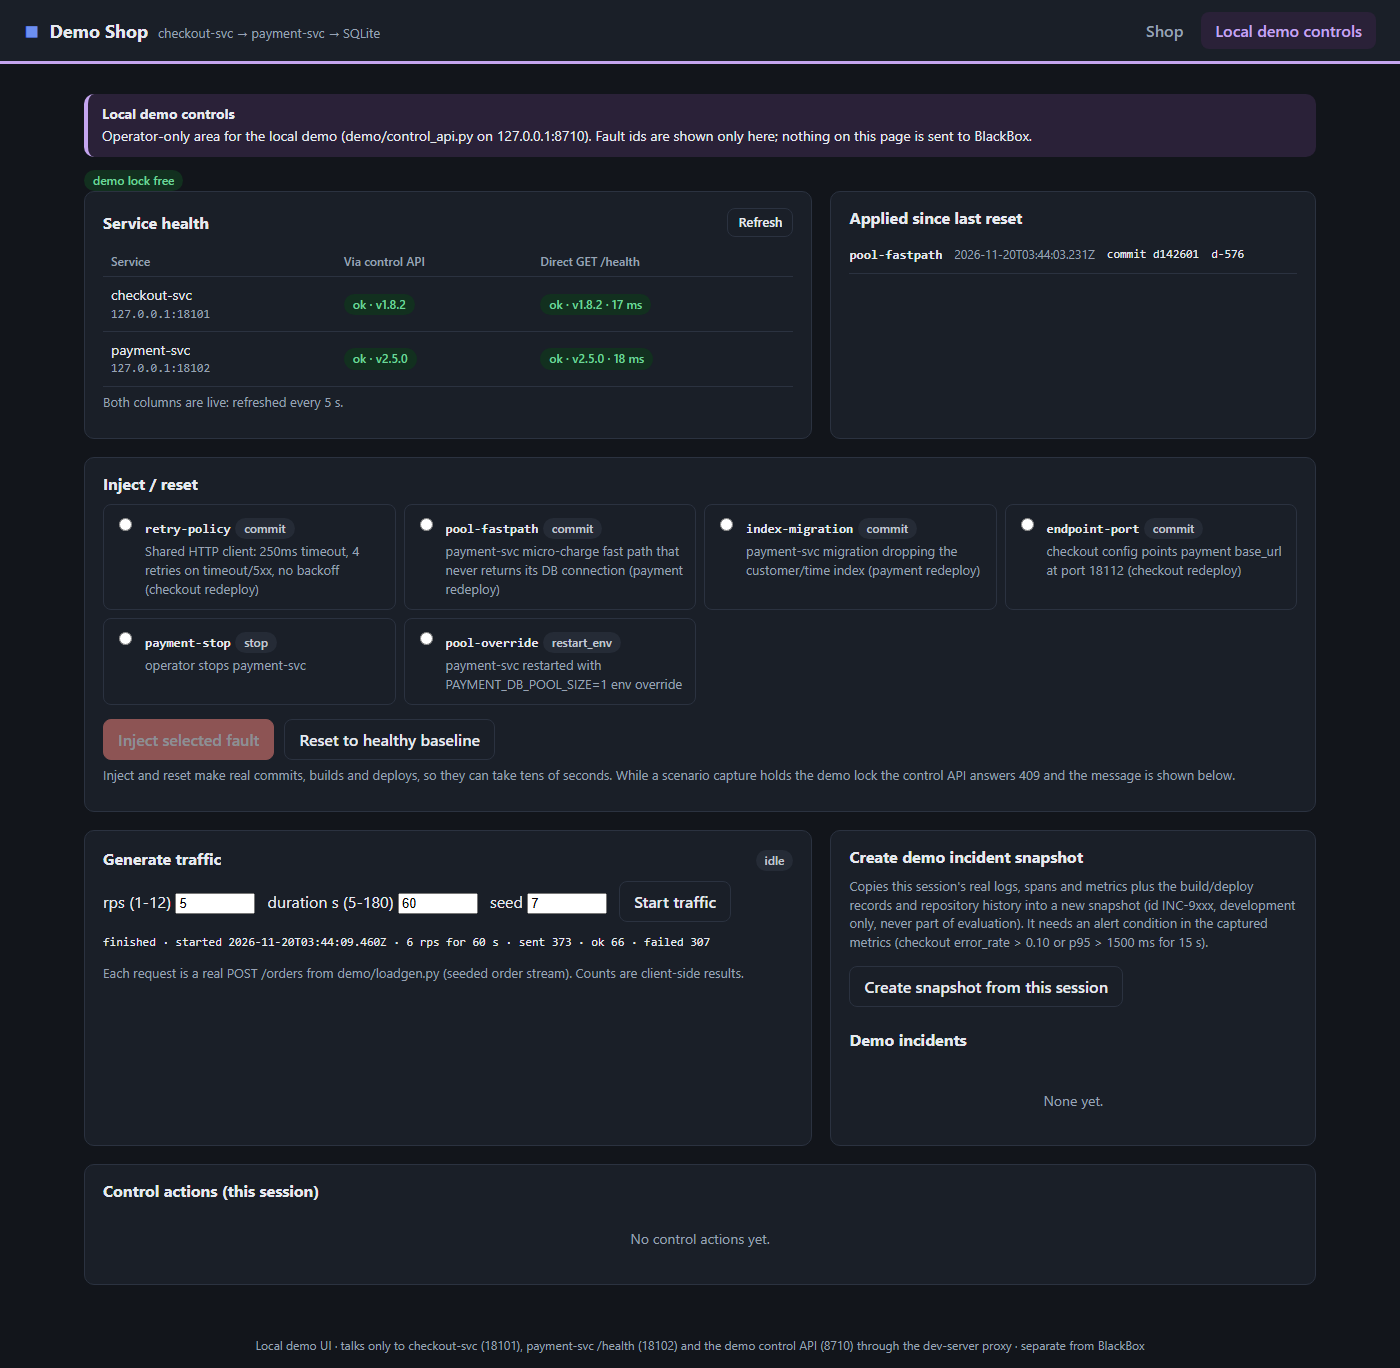 Demo Shop checkout-svc → payment-svc → SQLite
Shop Local demo controls
Local demo controls
Operator-only area for the local demo (demo/control_api.py on 127.0.0.1:8710). Fault ids are shown only here; nothing on this page is sent to BlackBox.
demo lock free
Service health
Refresh
Service Via control API Direct GET /health
checkout-svc
127.0.0.1:18101
ok · v1.8.2
ok · v1.8.2 · 17 ms
payment-svc
127.0.0.1:18102
ok · v2.5.0
ok · v2.5.0 · 18 ms
Both columns are live: refreshed every 5 s.
Applied since last reset
pool-fastpath 2026-11-20T03:44:03.231Z commit d142601 d-576
Inject / reset
retry-policy commit
Shared HTTP client: 250ms timeout, 4
retries on timeout/5xx, no backoff
(checkout redeploy)
pool-fastpath commit
payment-svc micro-charge fast path that
never returns its DB connection (payment
redeploy)
index-migration commit
payment-svc migration dropping the
customer/time index (payment redeploy)
endpoint-port commit
checkout config points payment base_url
at port 18112 (checkout redeploy)
payment-stop stop
operator stops payment-svc
pool-override restart_env
payment-svc restarted with
PAYMENT_DB_POOL_SIZE=1 env override
Inject selected fault
Reset to healthy baseline
Inject and reset make real commits, builds and deploys, so they can take tens of seconds. While a scenario capture holds the demo lock the control API answers 409 and the message is shown below.
Generate traffic
idle
rps (1-12) 5 duration s (5-180) 60 seed 7 Start traffic
finished · started 2026-11-20T03:44:09.460Z · 6 rps for 60 s · sent 373 · ok 66 · failed 307
Each request is a real POST /orders from demo/loadgen.py (seeded order stream). Counts are client-side results.
Create demo incident snapshot
Copies this session's real logs, spans and metrics plus the build/deploy
records and repository history into a new snapshot (id INC-9xxx, development
only, never part of evaluation). It needs an alert condition in the captured
metrics (checkout error_rate > 0.10 or p95 > 1500 ms for 15 s).
Create snapshot from this session
Demo incidents
None yet.
Control actions (this session)
No control actions yet.
Local demo UI · talks only to checkout-svc (18101), payment-svc /health (18102) and the demo control API (8710) through the dev-server proxy · separate from BlackBox